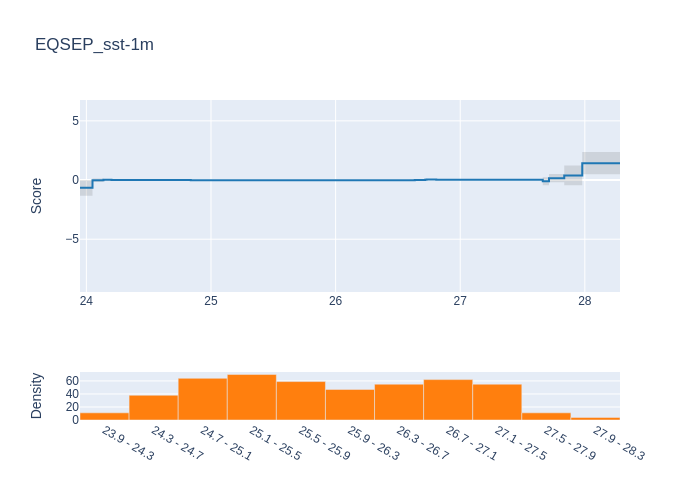 EQSEP_sst-1m
Score
5
0
−5
24 25 26 27 28
Density
60
40
20
0
23.9 - 24.3
24.3 - 24.7
24.7 - 25.1
25.1 - 25.5
25.5 - 25.9
25.9 - 26.3
26.3 - 26.7
26.7 - 27.1
27.1 - 27.5
27.5 - 27.9
27.9 - 28.3